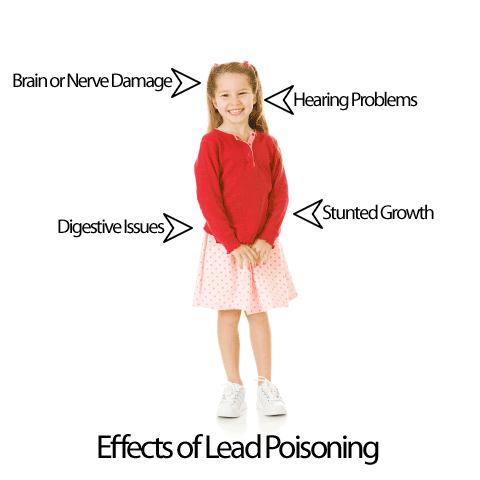 Brain or Nerve Damage
Hearing Problems
Digestive Issues
Stunted Growth
Effects of Lead Poisoning